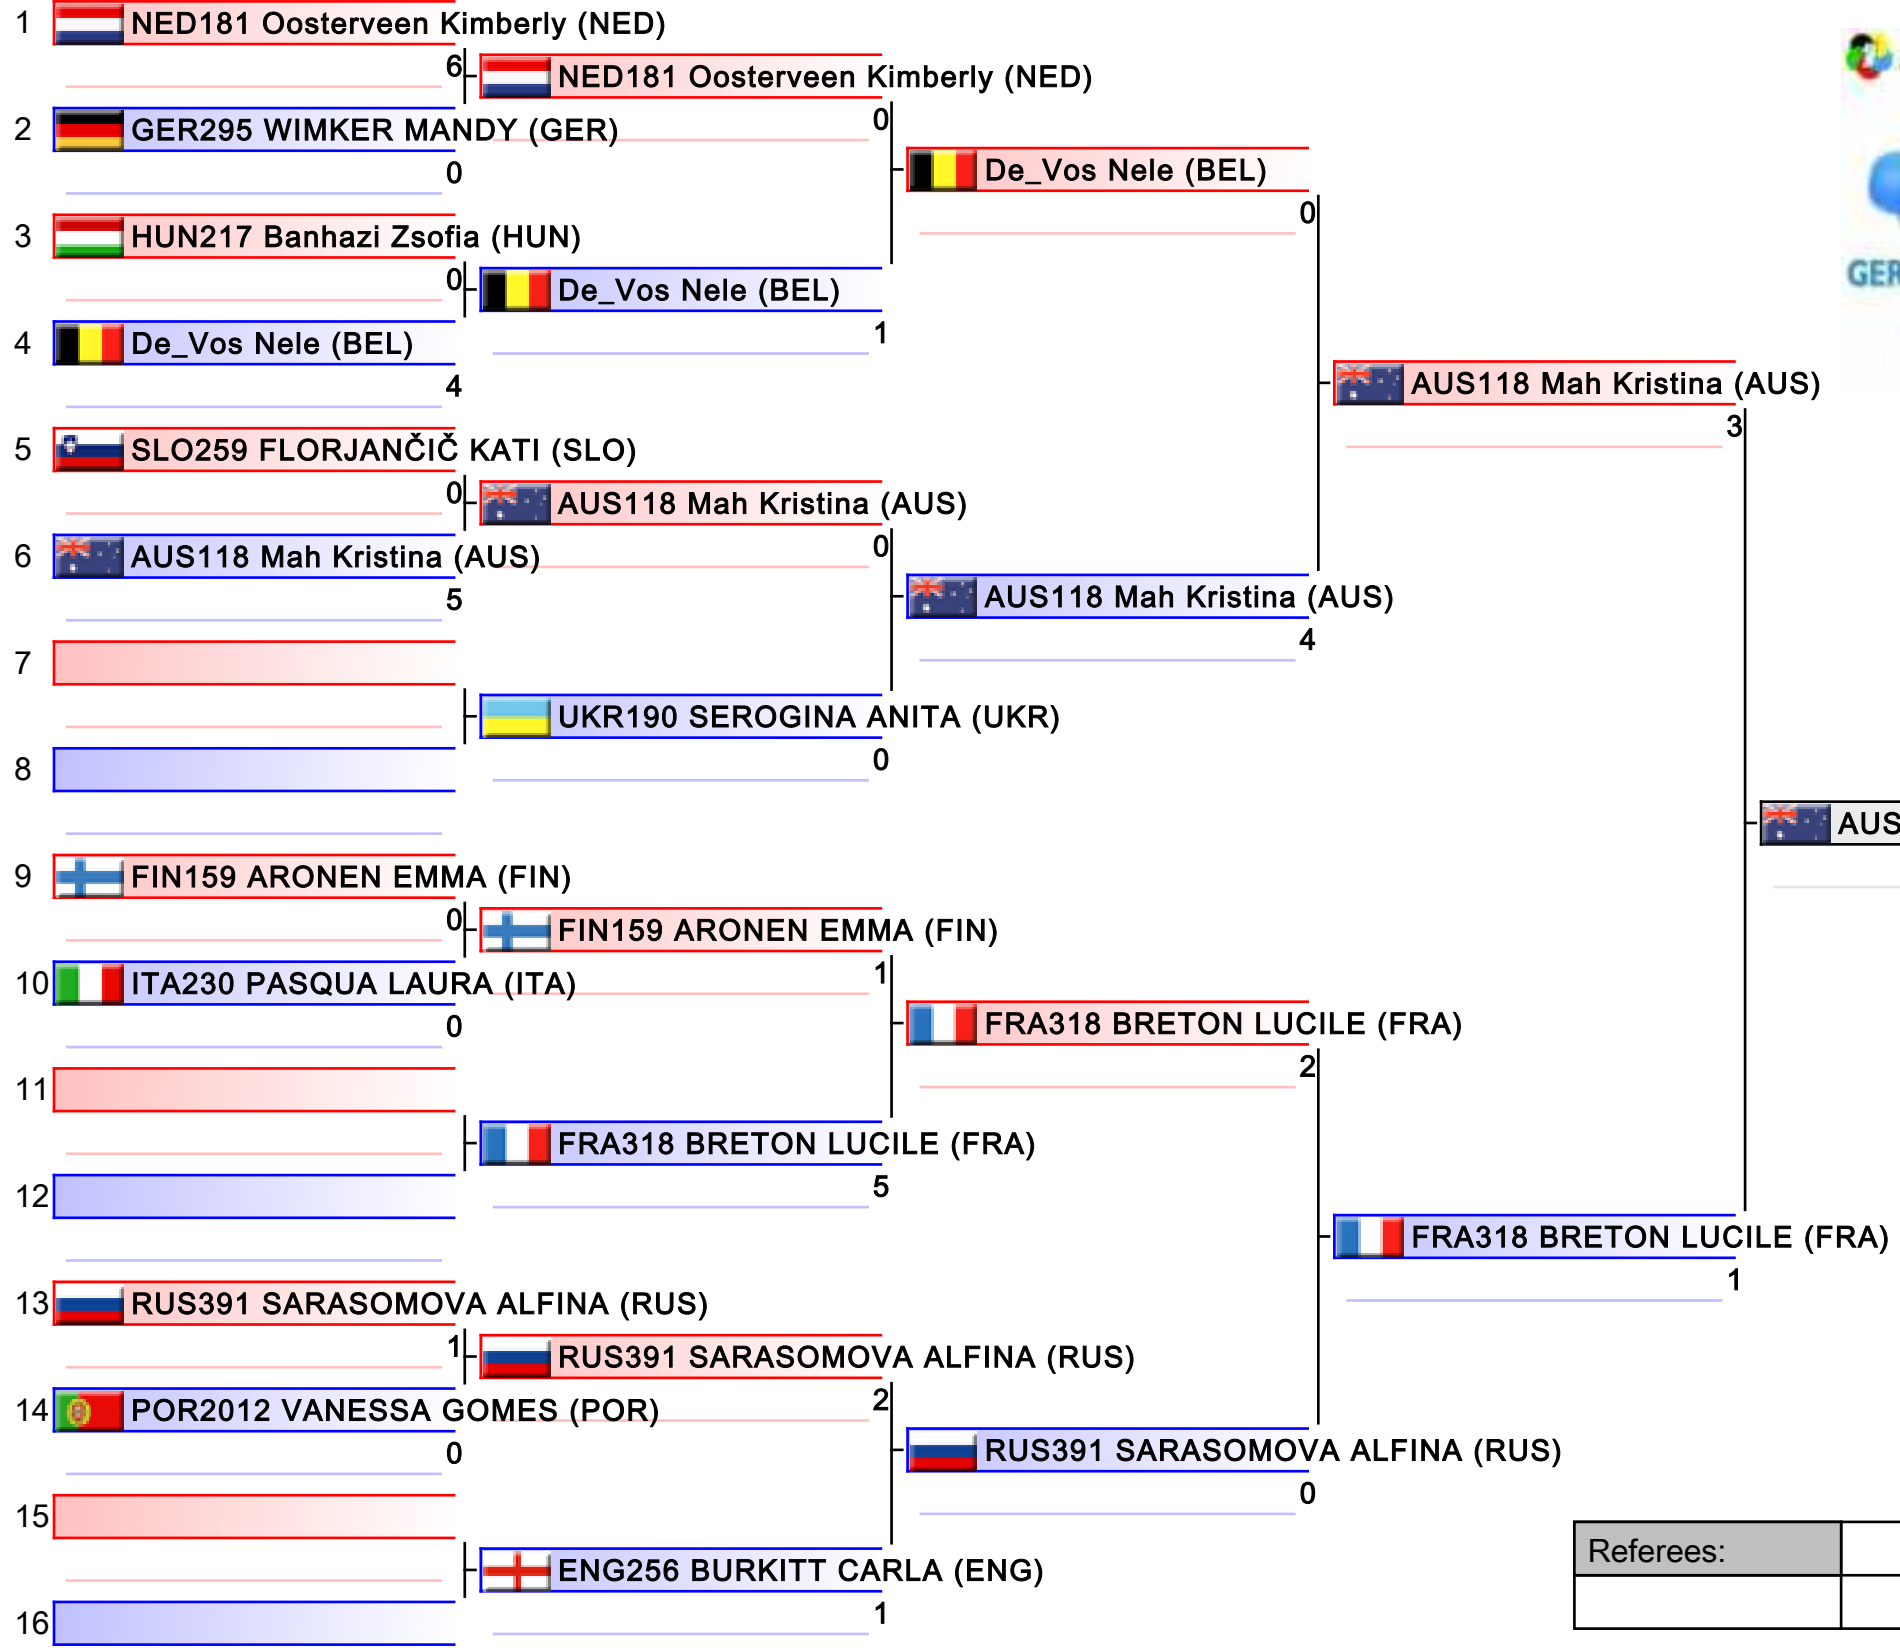 1 NED181 Oosterveen Kimberly (NED)
6
NED181 Oosterveen Kimberly (NED)
0
2 GER295 WIMKER MANDY (GER)
0
De_Vos Nele (BEL)
0
3 HUN217 Banhazi Zsofia (HUN)
0
De_Vos Nele (BEL)
1
GER
4 De_Vos Nele (BEL)
4
AUS118 Mah Kristina (AUS)
3
5 SLO259 FLORJANČIČ KATI (SLO)
0
AUS118 Mah Kristina (AUS)
0
6 AUS118 Mah Kristina (AUS)
5
AUS118 Mah Kristina (AUS)
4
7
UKR190 SEROGINA ANITA (UKR)
0
8
AUS
9 FIN159 ARONEN EMMA (FIN)
0
FIN159 ARONEN EMMA (FIN)
1
10 ITA230 PASQUA LAURA (ITA)
0
FRA318 BRETON LUCILE (FRA)
2
11
FRA318 BRETON LUCILE (FRA)
5
12
FRA318 BRETON LUCILE (FRA)
1
13 RUS391 SARASOMOVA ALFINA (RUS)
1
RUS391 SARASOMOVA ALFINA (RUS)
2
14 POR2012 VANESSA GOMES (POR)
0
RUS391 SARASOMOVA ALFINA (RUS)
0
15
ENG256 BURKITT CARLA (ENG)
1
16
Referees: